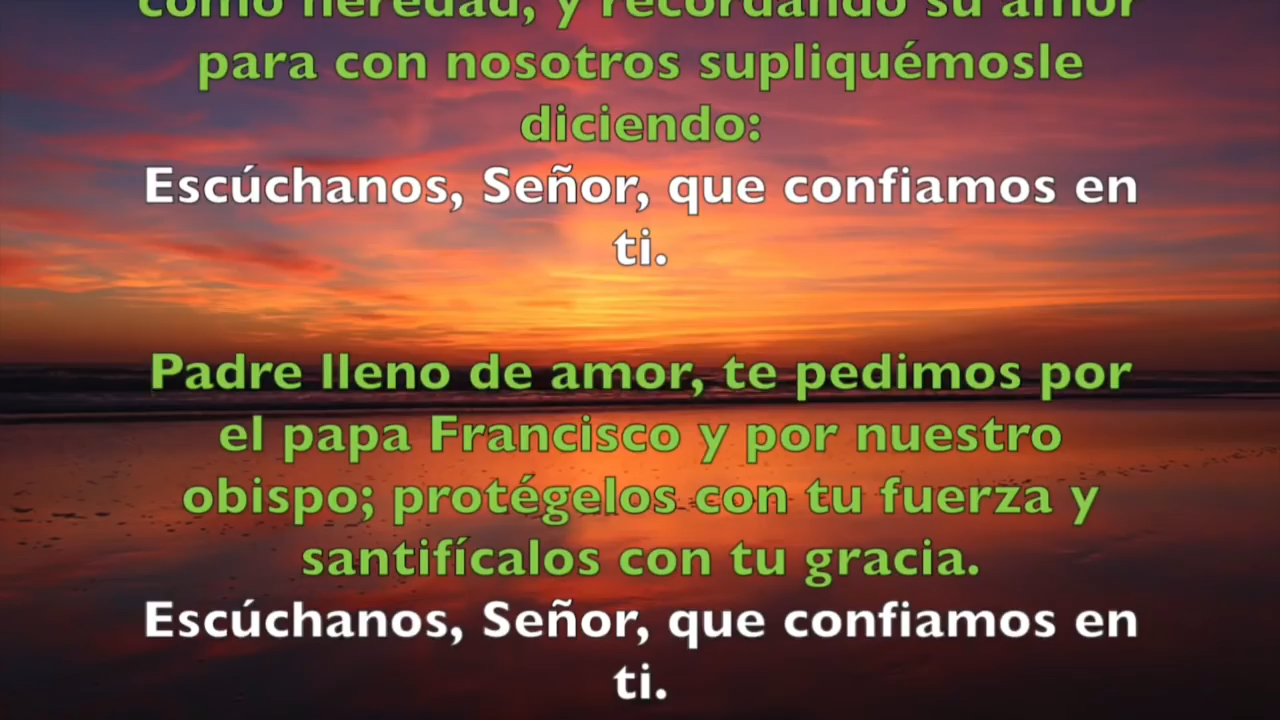 como heredad, y recordando su amor
para con nosotros supliquémosle
diciendo:
Escúchanos, Señor, que confiamos en
ti.
Padre lleno de amor, te pedimos por
el papa Francisco y por nuestro
obispo; protégelos con tu fuerza y
santifícalos con tu gracia.
Escúchanos, Señor, que confiamos en
ti.